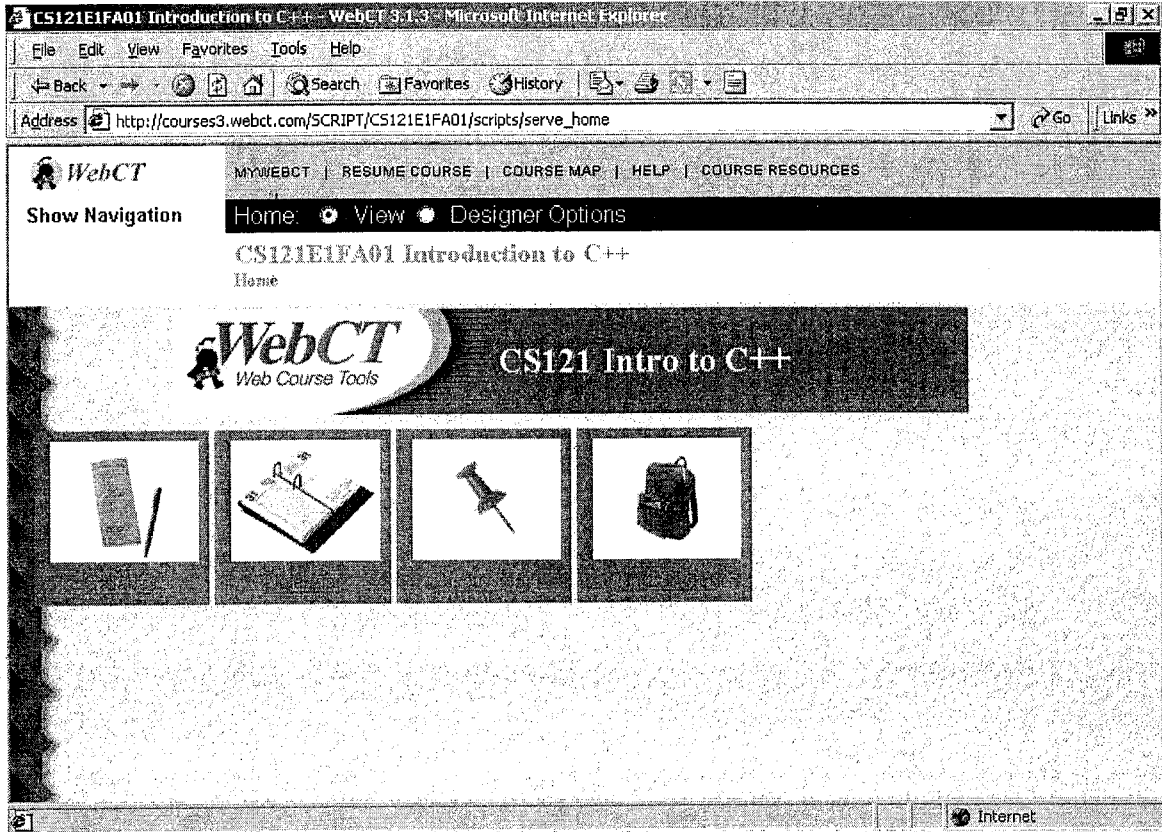 CS121E1FA01 Introduction to C++ - WebCT 3.1.3 - Microsoft Internet Explorer
File Edit View Favorites Tools Help
Back Search Favorites History
Address http://courses3.webct.com/SCRIPT/CS121E1FA01/scripts/serve_home Go Links »
WebCT MYWEBCT | RESUME COURSE | COURSE MAP | HELP | COURSE RESOURCES
Show Navigation Home: View Designer Options
CS121E1FA01 Introduction to C++
Home
WebCT
Web Course Tools
CS121 Intro to C++
Internet